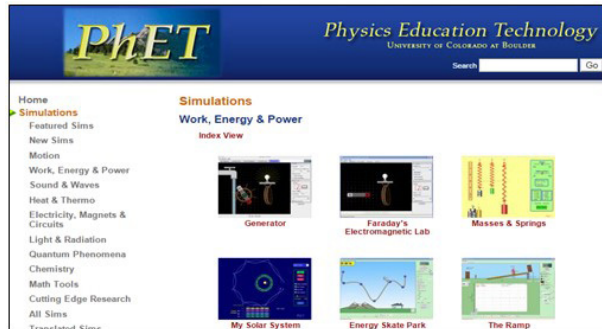 PhET
Physics Education Technology
UNIVERSITY OF COLORADO AT BOULDER
Search
Go
Home
Simulations
Featured Sims
New Sims
Motion
Work, Energy & Power
Sound & Waves
Heat & Thermo
Electricity, Magnets &
Circuits
Light & Radiation
Quantum Phenomena
Chemistry
Math Tools
Cutting Edge Research
All Sims
Translated Sims
Simulations
Work, Energy & Power
Index View
Generator
Faraday's
Electromagnetic Lab
Masses & Springs
My Solar System
Energy Skate Park
The Ramp